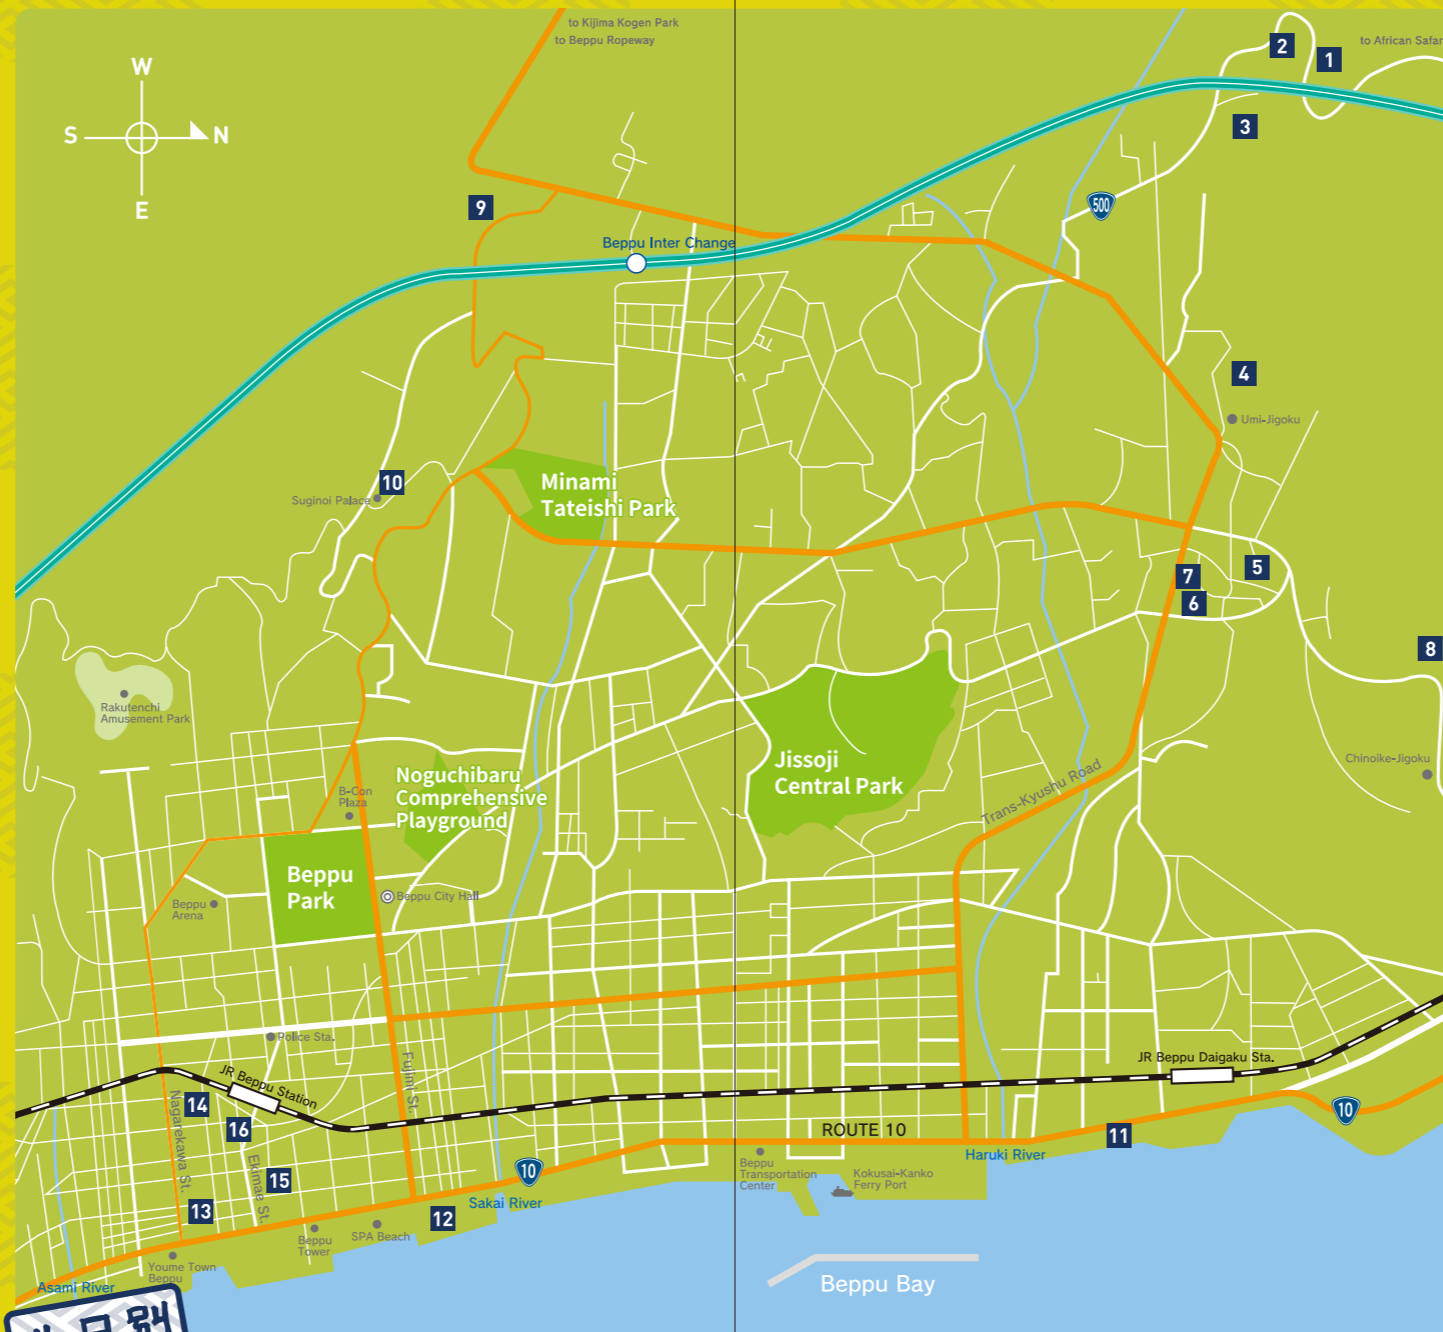 to Kijima Kogen Park
to Beppu Ropeway
to African Safar
W
S
N
E
2
1
3
500
9
Beppu Inter Change
4
Umi-Jigoku
10
Suginoi Palace
Minami
Tateishi Park
5
7
6
8
Rakutenchi
Amusement Park
Jissoji
Central Park
Chinoike-Jigoku
Trans-Kyushu Road
Noguchibaru
Comprehensive
Playground
B-Con
Plaza
Beppu
Park
Beppu City Hall
Beppu
Arena
Police Sta.
Fujimi St.
JR Beppu Station
JR Beppu Daigaku Sta.
14
16
15
13
12
11
Nagarekawa St.
Ekimae St.
10
10
ROUTE 10
Haruki River
Beppu
Transportation
Center
Kokusai-Kanko
Ferry Port
Sakai River
SPA Beach
Beppu
Tower
Youme Town
Beppu
Asami River
Beppu Bay